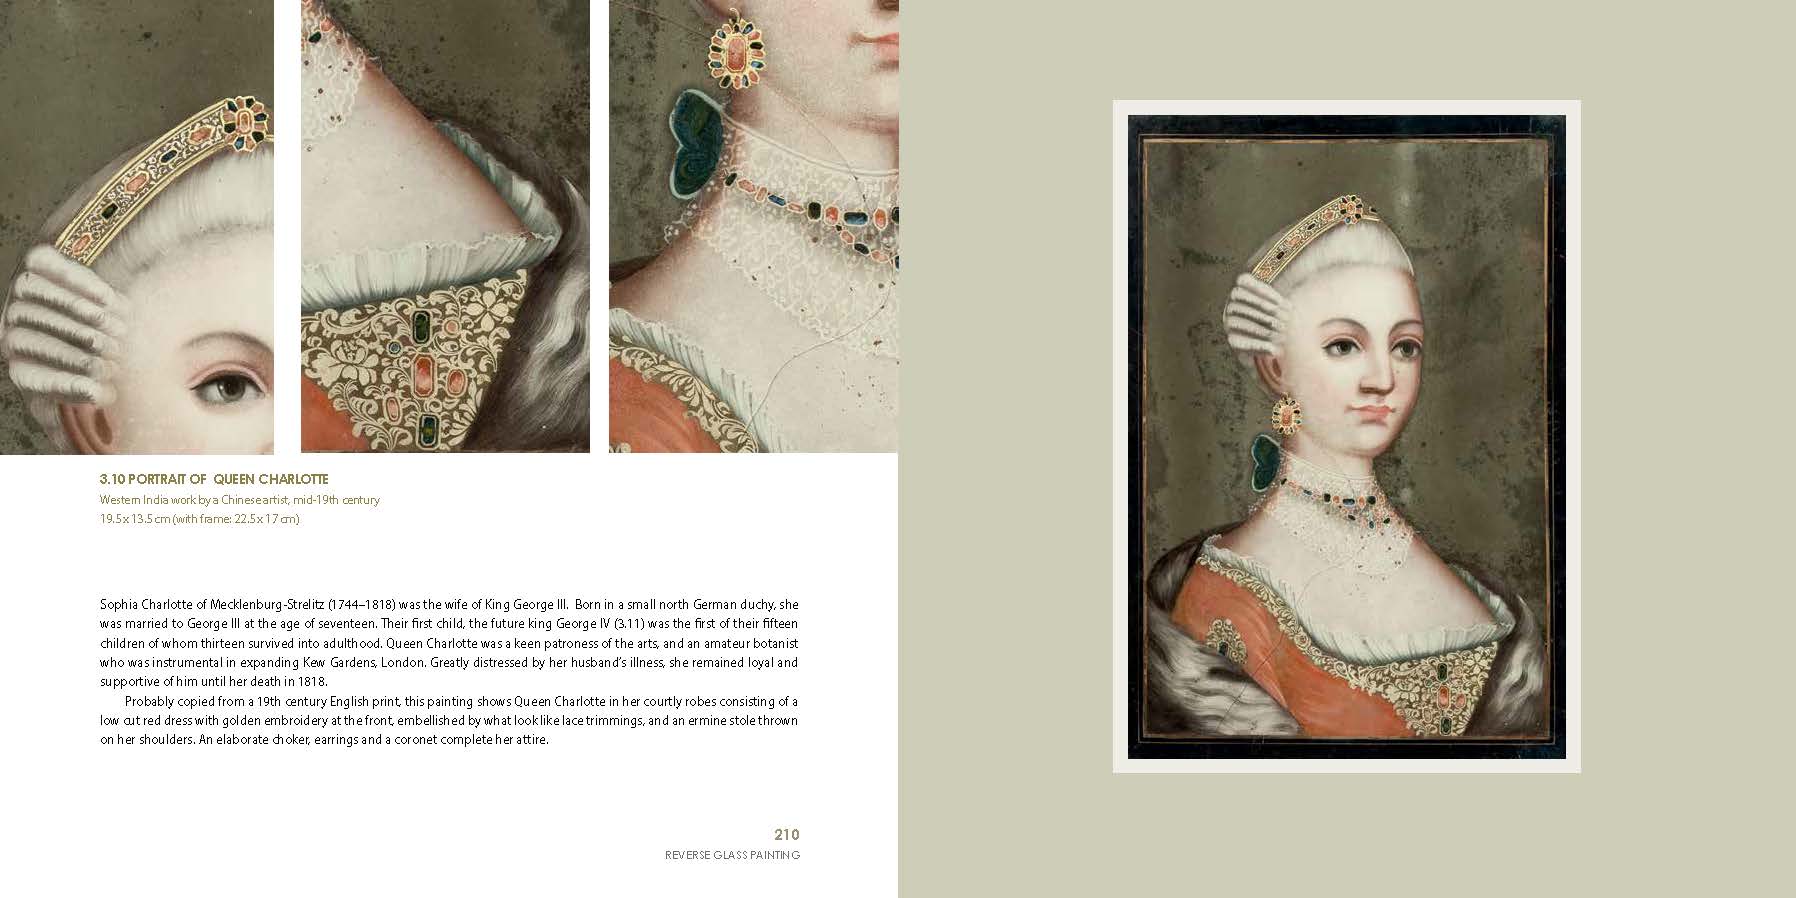 3.10 PORTRAIT OF QUEEN CHARLOTTE
Western India work by a Chinese artist, mid-19th century
19.5 x 13.5 cm (with frame: 22.5 x 17 cm)
Sophia Charlotte of Mecklenburg-Strelitz (1744–1818) was the wife of King George III. Born in a small north German duchy, she
was married to George III at the age of seventeen. Their first child, the future king George IV (3.11) was the first of their fifteen
children of whom thirteen survived into adulthood. Queen Charlotte was a keen patroness of the arts, and an amateur botanist
who was instrumental in expanding Kew Gardens, London. Greatly distressed by her husband's illness, she remained loyal and
supportive of him until her death in 1818.
Probably copied from a 19th century English print, this painting shows Queen Charlotte in her courtly robes consisting of a
low cut red dress with golden embroidery at the front, embellished by what look like lace trimmings, and an ermine stole thrown
on her shoulders. An elaborate choker, earrings and a coronet complete her attire.
210
REVERSE GLASS PAINTING